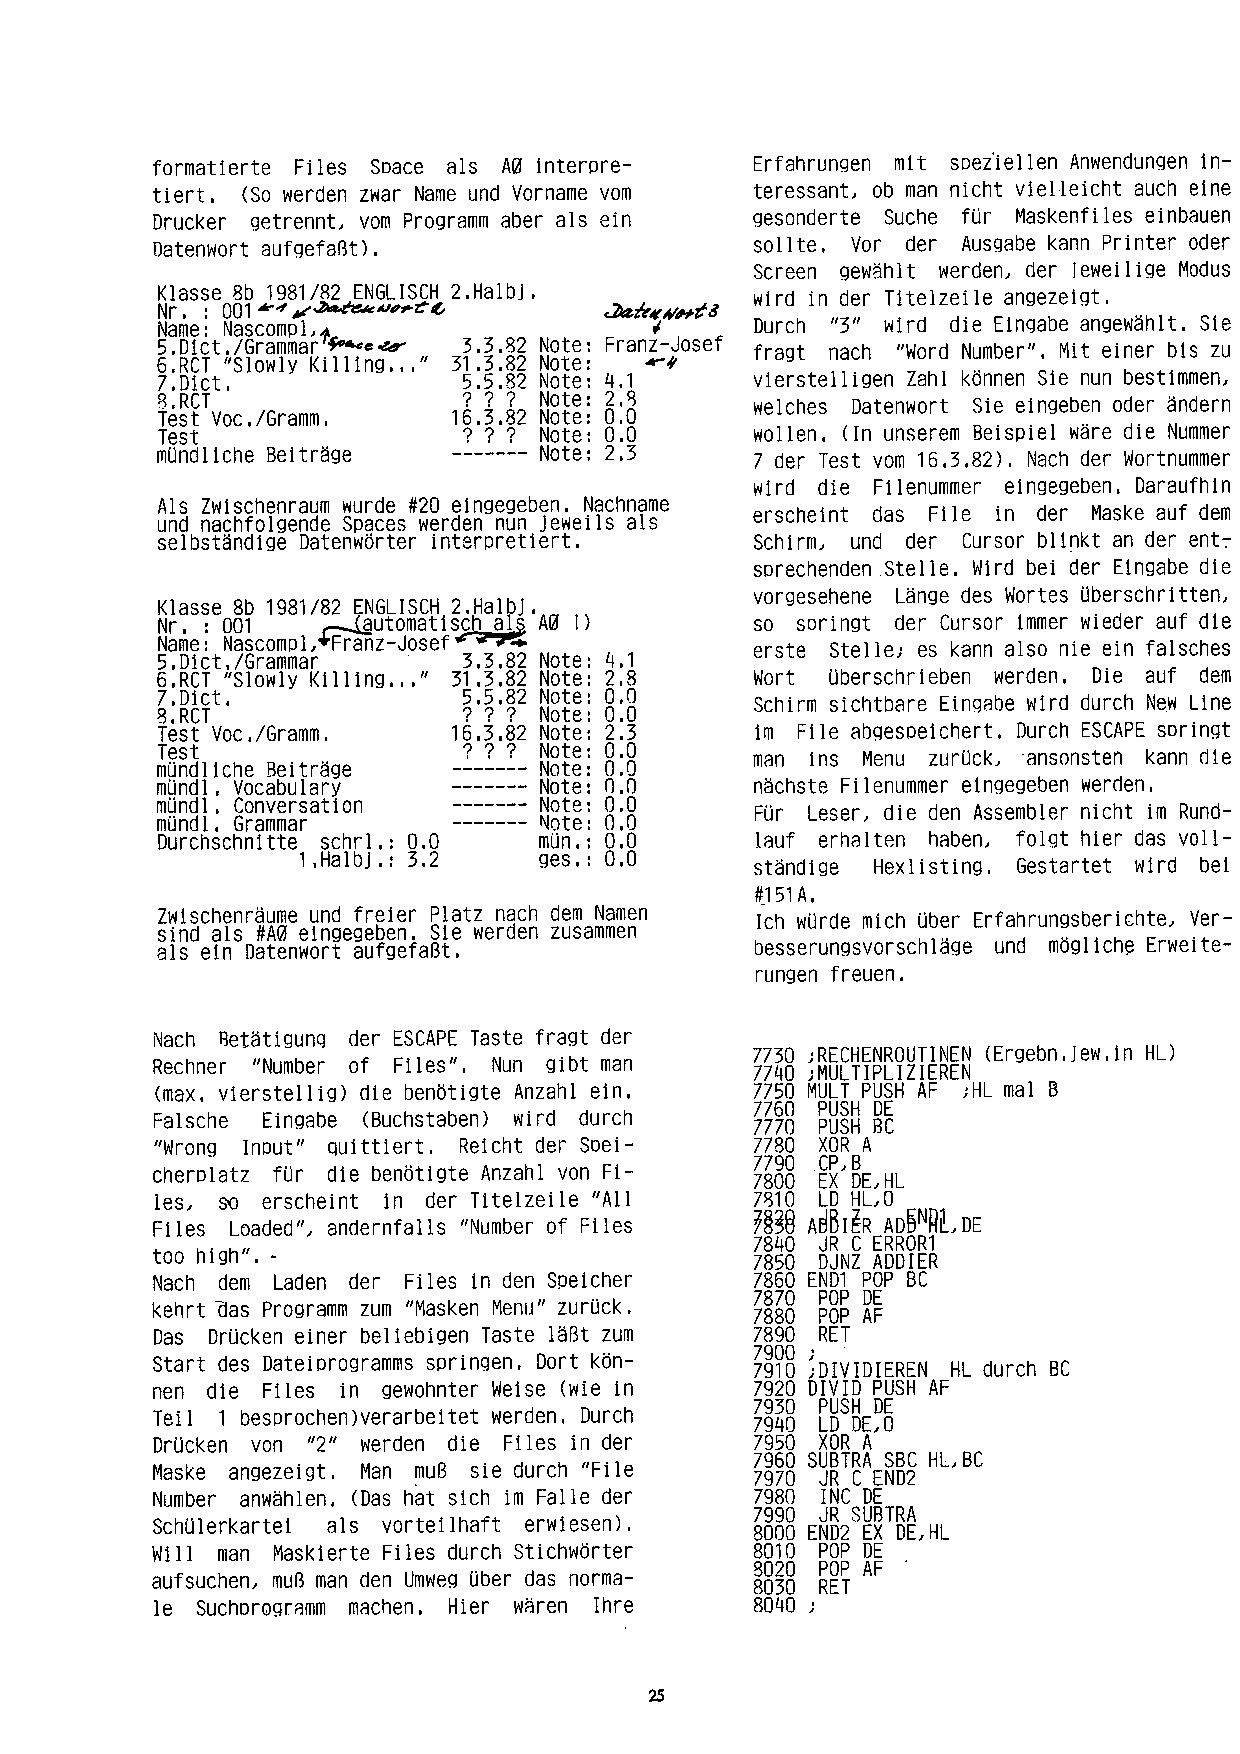 formatierte Files Space als AØ interpre-
tiert. (So werden zwar Name und Vorname vom
Drucker getrennt, vom Programm aber als ein
Datenwort aufgefaßt).
Klasse 8b 1981/82 ENGLISCH 2.Halbj.
Nr. : 001 ←1 Datenwort 2 Datenwort 3
Name: Nascompl,
5.Dict./Grammar Space 3.3.82 Note: Franz-Josef
6.RCT "Slowly Killing..." 31.3.82 Note: ←4
7.Dict. 5.5.82 Note: 4.1
8.RCT ? ? ? Note: 2.8
Test Voc./Gramm. 16.3.82 Note: 0.0
Test ? ? ? Note: 0.0
mündliche Beiträge ------- Note: 2.3
Als Zwischenraum wurde #20 eingegeben. Nachname
und nachfolgende Spaces werden nun jeweils als
selbständige Datenwörter interpretiert.
Klasse 8b 1981/82 ENGLISCH 2.Halbj.
Nr. : 001 (automatisch als AØ !)
Name: Nascompl,Franz-Josef
5.Dict./Grammar 3.3.82 Note: 4.1
6.RCT "Slowly Killing..." 31.3.82 Note: 2.8
7.Dict. 5.5.82 Note: 0.0
8.RCT ? ? ? Note: 0.0
Test Voc./Gramm. 16.3.82 Note: 2.3
Test ? ? ? Note: 0.0
mündliche Beiträge ------- Note: 0.0
mündl. Vocabulary ------- Note: 0.0
mündl. Conversation ------- Note: 0.0
mündl. Grammar ------- Note: 0.0
Durchschnitte schrl.: 0.0 mün.: 0.0
1.Halbj.: 3.2 ges.: 0.0
Zwischenräume und freier Platz nach dem Namen
sind als #AØ eingegeben. Sie werden zusammen
als ein Datenwort aufgefaßt.
Nach Betätigung der ESCAPE Taste fragt der
Rechner "Number of Files". Nun gibt man
(max. vierstellig) die benötigte Anzahl ein.
Falsche Eingabe (Buchstaben) wird durch
"Wrong Input" quittiert. Reicht der Spei-
cherplatz für die benötigte Anzahl von Fi-
les, so erscheint in der Titelzeile "All
Files Loaded", andernfalls "Number of Files
too high". -
Nach dem Laden der Files in den Speicher
kehrt das Programm zum "Masken Menu" zurück.
Das Drücken einer beliebigen Taste läßt zum
Start des Dateiprogramms springen. Dort kön-
nen die Files in gewohnter Weise (wie in
Teil 1 besprochen)verarbeitet werden. Durch
Drücken von "2" werden die Files in der
Maske angezeigt. Man muß sie durch "File
Number anwählen. (Das hat sich im Falle der
Schülerkartei als vorteilhaft erwiesen).
Will man Maskierte Files durch Stichwörter
aufsuchen, muß man den Umweg über das norma-
le Suchprogramm machen. Hier wären Ihre
Erfahrungen mit speziellen Anwendungen in-
teressant, ob man nicht vielleicht auch eine
gesonderte Suche für Maskenfiles einbauen
sollte. Vor der Ausgabe kann Printer oder
Screen gewählt werden, der jeweilige Modus
wird in der Titelzeile angezeigt.
Durch "3" wird die Eingabe angewählt. Sie
fragt nach "Word Number". Mit einer bis zu
vierstelligen Zahl können Sie nun bestimmen,
welches Datenwort Sie eingeben oder ändern
wollen. (In unserem Beispiel wäre die Nummer
7 der Test vom 16.3.82). Nach der Wortnummer
wird die Filenummer eingegeben. Daraufhin
erscheint das File in der Maske auf dem
Schirm, und der Cursor blinkt an der ent-
sprechenden Stelle. Wird bei der Eingabe die
vorgesehene Länge des Wortes überschritten,
so springt der Cursor immer wieder auf die
erste Stelle; es kann also nie ein falsches
Wort überschrieben werden. Die auf dem
Schirm sichtbare Eingabe wird durch New Line
im File abgespeichert. Durch ESCAPE springt
man ins Menu zurück, ansonsten kann die
nächste Filenummer eingegeben werden.
Für Leser, die den Assembler nicht im Rund-
lauf erhalten haben, folgt hier das voll-
ständige Hexlisting. Gestartet wird bei
#151A.
Ich würde mich über Erfahrungsberichte, Ver-
besserungsvorschläge und mögliche Erweite-
rungen freuen.
7730 ;RECHENROUTINEN (Ergebn.jew.in HL)
7740 ;MULTIPLIZIEREN
7750 MULT PUSH AF ;HL mal B
7760 PUSH DE
7770 PUSH BC
7780 XOR A
7790 CP,B
7800 EX DE,HL
7810 LD HL,0
7820 JR Z END1
7830 ADDIER ADD HL,DE
7840 JR C ERROR1
7850 DJNZ ADDIER
7860 END1 POP BC
7870 POP DE
7880 POP AF
7890 RET
7900 ;
7910 ;DIVIDIEREN HL durch BC
7920 DIVID PUSH AF
7930 PUSH DE
7940 LD DE,0
7950 XOR A
7960 SUBTRA SBC HL,BC
7970 JR C END2
7980 INC DE
7990 JR SUBTRA
8000 END2 EX DE,HL
8010 POP DE
8020 POP AF
8030 RET
8040 ;
25